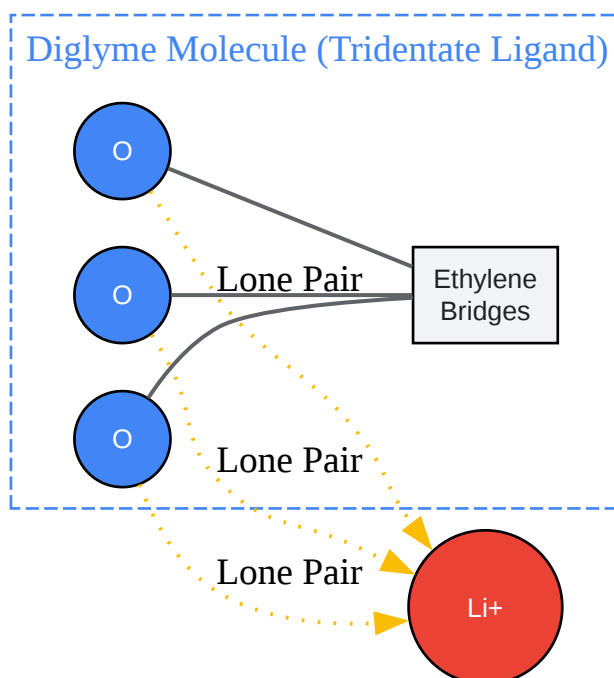 Diglyme Molecule (Tridentate Ligand)
O
Lone Pair
O
Ethylene
Bridges
O
Lone Pair
Lone Pair
Li+